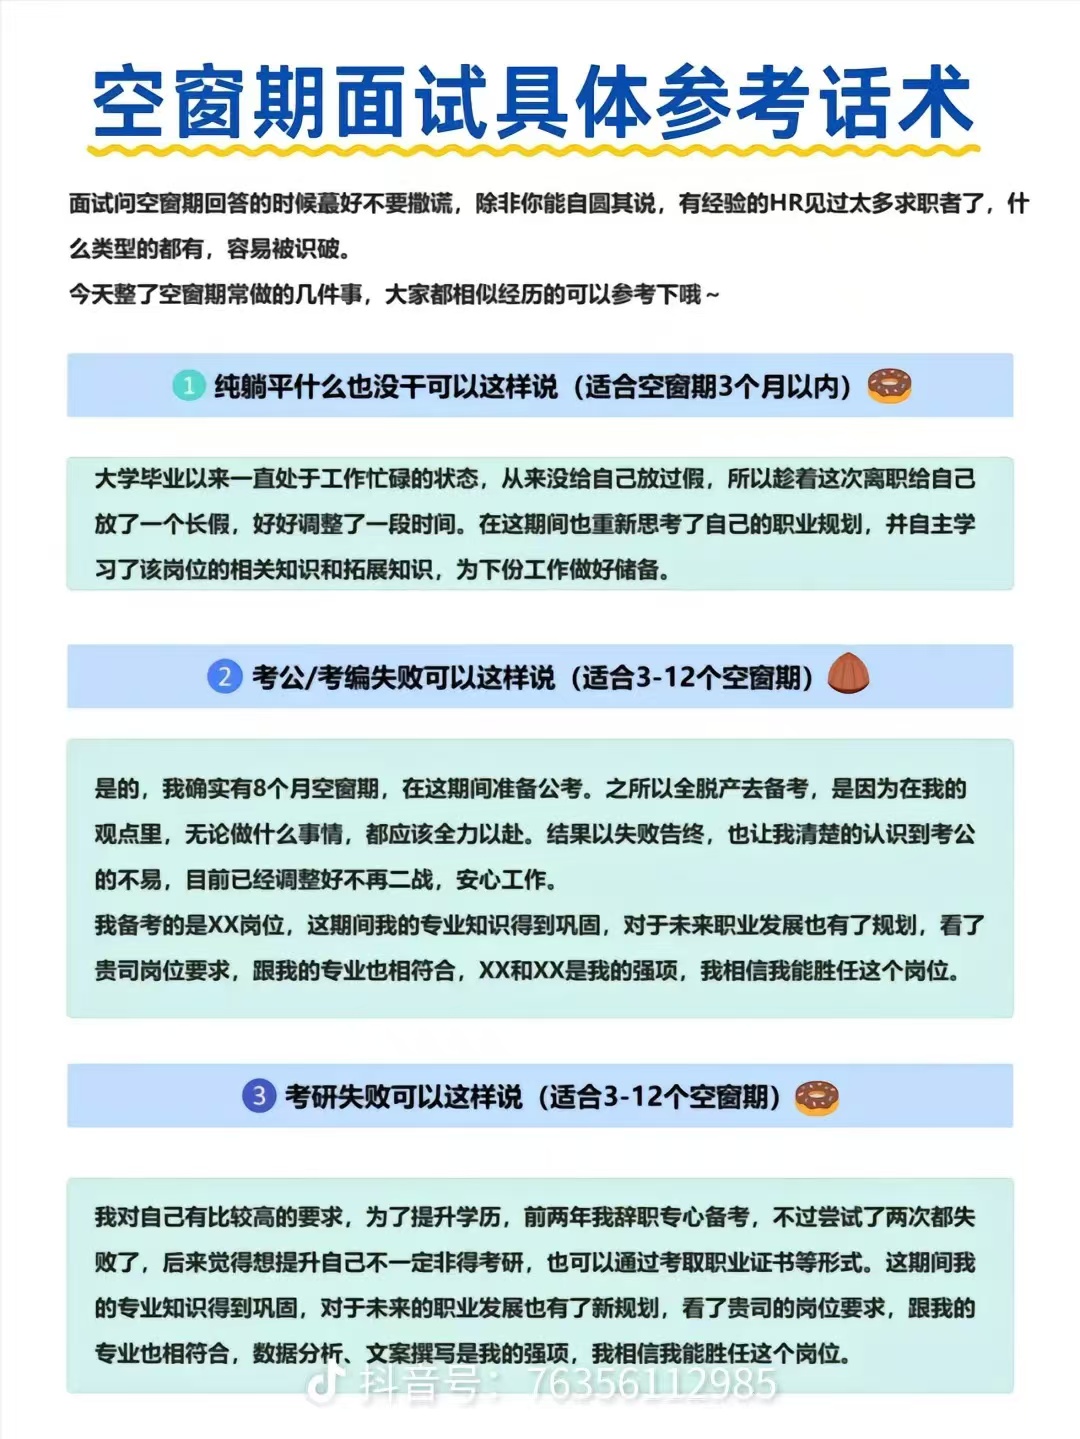 空窗期面试具体参考话术
面试问空窗期回答的时候蕞好不要撒谎，除非你能自圆其说，有经验的HR见过太多求职者了，什
么类型的都有，容易被识破。
今天整了空窗期常做的几件事，大家都相似经历的可以参考下哦~
1 纯躺平什么也没干可以这样说（适合空窗期3个月以内）
大学毕业以来一直处于工作忙碌的状态，从来没给自己放过假，所以趁着这次离职给自己
放了一个长假，好好调整了一段时间。在这期间也重新思考了自己的职业规划，并自主学
习了该岗位的相关知识和拓展知识，为下份工作做好储备。
2 考公/考编失败可以这样说（适合3-12个空窗期）
是的，我确实有8个月空窗期，在这期间准备公考。之所以全脱产去备考，是因为在我的
观点里，无论做什么事情，都应该全力以赴。结果以失败告终，也让我清楚的认识到考公
的不易，目前已经调整好不再二战，安心工作。
我备考的是XX岗位，这期间我的专业知识得到巩固，对于未来职业发展也有了规划，看了
贵司岗位要求，跟我的专业也相符合，XX和XX是我的强项，我相信我能胜任这个岗位。
3 考研失败可以这样说（适合3-12个空窗期）
我对自己有比较高的要求，为了提升学历，前两年我辞职专心备考，不过尝试了两次都失
败了，后来觉得想提升自己不一定非得考研，也可以通过考取职业证书等形式。这期间我
的专业知识得到巩固，对于未来的职业发展也有了新规划，看了贵司的岗位要求，跟我的
专业也相符合，数据分析、文案撰写是我的强项，我相信我能胜任这个岗位。
抖音号：76356112985